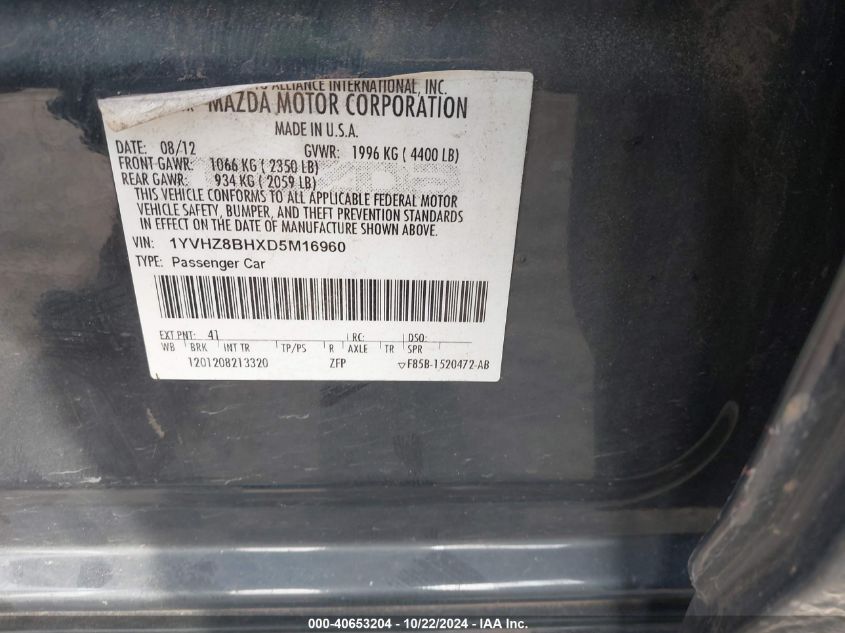 ALLIANCE INTERNATIONAL, INC.
MAZDA MOTOR CORPORATION
MADE IN U.S.A.
DATE: 08/12 GVWR: 1996 KG ( 4400 LB)
FRONT GAWR: 1066 KG ( 2350 LB)
REAR GAWR: 934 KG ( 2059 LB)
THIS VEHICLE CONFORMS TO ALL APPLICABLE FEDERAL MOTOR
VEHICLE SAFETY, BUMPER, AND THEFT PREVENTION STANDARDS
IN EFFECT ON THE DATE OF MANUFACTURE SHOWN ABOVE.
VIN: 1YVHZ8BHXD5M16960
TYPE: Passenger Car
EXT PNT: 41 RC: DSO:
WB BRK INT TR TP/PS R AXLE TR SPR
1201208213320 ZFP F85B-1520472-AB
000-40653204 - 10/22/2024 - IAAI Inc.